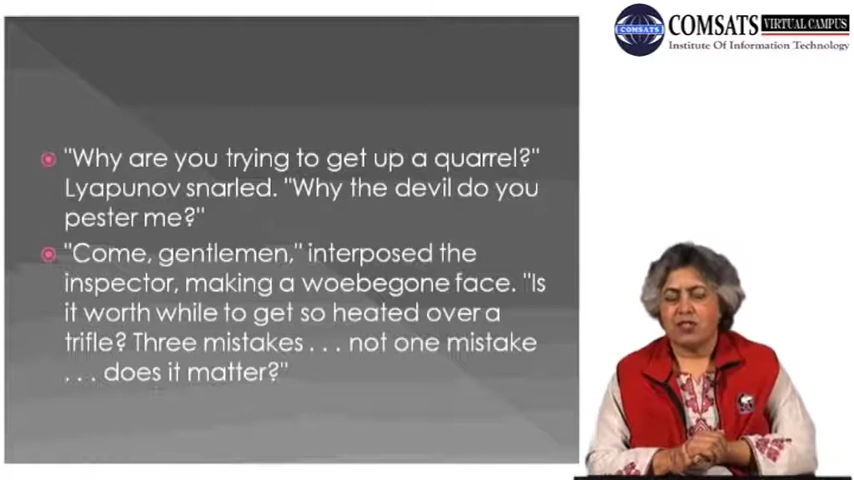 COMSATS VIRTUAL CAMPUS
COMSATS
Institute Of Information Technology
"Why are you trying to get up a quarrel?"
Lyapunov snarled. "Why the devil do you
pester me?"
"Come, gentlemen," interposed the
inspector, making a woebegone face. "Is
it worth while to get so heated over a
trifle? Three mistakes . . . not one mistake
. . . does it matter?"